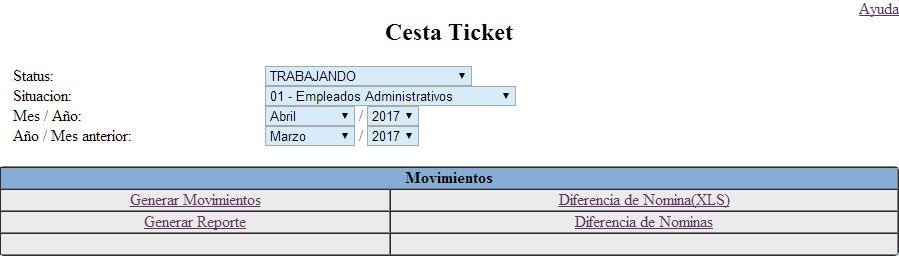 Ayuda
Cesta Ticket
Status: TRABAJANDO
Situacion: 01 - Empleados Administrativos
Mes / Año: Abril / 2017
Año / Mes anterior: Marzo / 2017
Movimientos
Generar Movimientos Diferencia de Nomina(XLS)
Generar Reporte Diferencia de Nominas